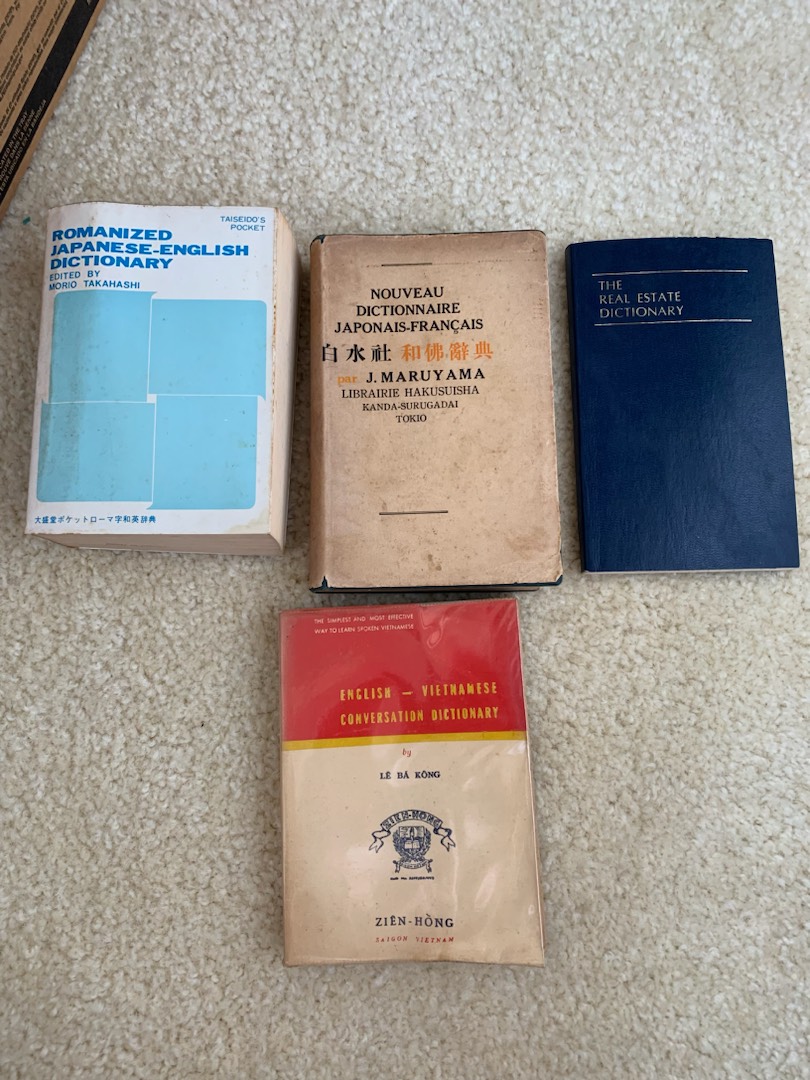 TAISEIDO'S
POCKET
ROMANIZED
JAPANESE-ENGLISH
DICTIONARY
EDITED BY
MORIO TAKAHASHI
大盛堂ポケットローマ字和英辞典
NOUVEAU
DICTIONNAIRE
JAPONAIS-FRANÇAIS
白水社 和佛辭典
par J. MARUYAMA
LIBRAIRIE HAKUSUISHA
KANDA-SURUGADAI
TOKIO
THE
REAL ESTATE
DICTIONARY
THE SIMPLEST AND MOST EFFECTIVE
WAY TO LEARN SPOKEN VIETNAMESE
ENGLISH — VIETNAMESE
CONVERSATION DICTIONARY
by
LÊ BÁ KÔNG
ZIÊN-HỒNG
ZIÊN-HỒNG
SAIGON VIETNAM